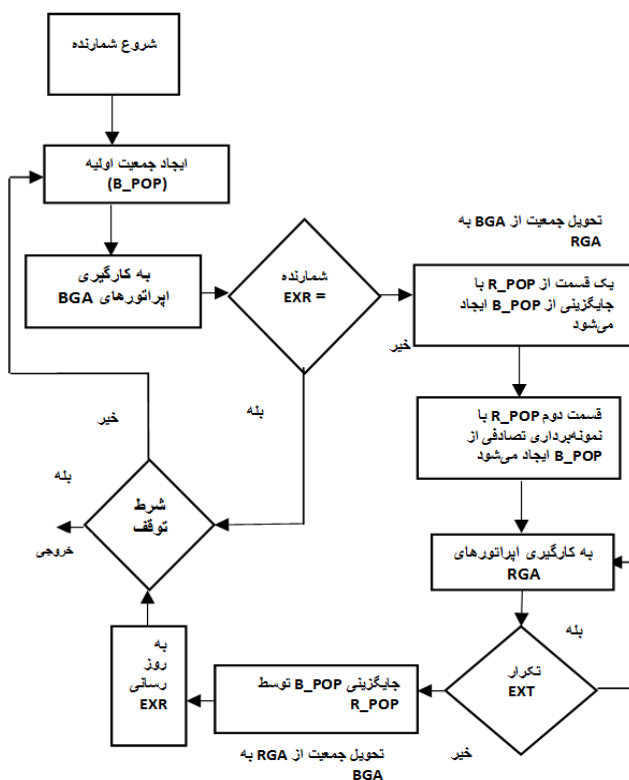 شروع شمارنده
ایجاد جمعیت اولیه
(B_POP)
به کارگیری
اپراتورهای BGA
شمارنده
EXR =
تحویل جمعیت از BGA به
RGA
یک قسمت از R_POP با
جایگزینی از B_POP ایجاد
می‌شود
خیر
بله
قسمت دوم R_POP با
نمونه‌برداری تصادفی از
B_POP ایجاد می‌شود
خیر
بله
شرط
توقف
خروجی
به کارگیری اپراتورهای
RGA
بله
تکرار
EXT
خیر
جایگزینی B_POP توسط
R_POP
تحویل جمعیت از RGA به
BGA
به
روز
رسانی
EXR